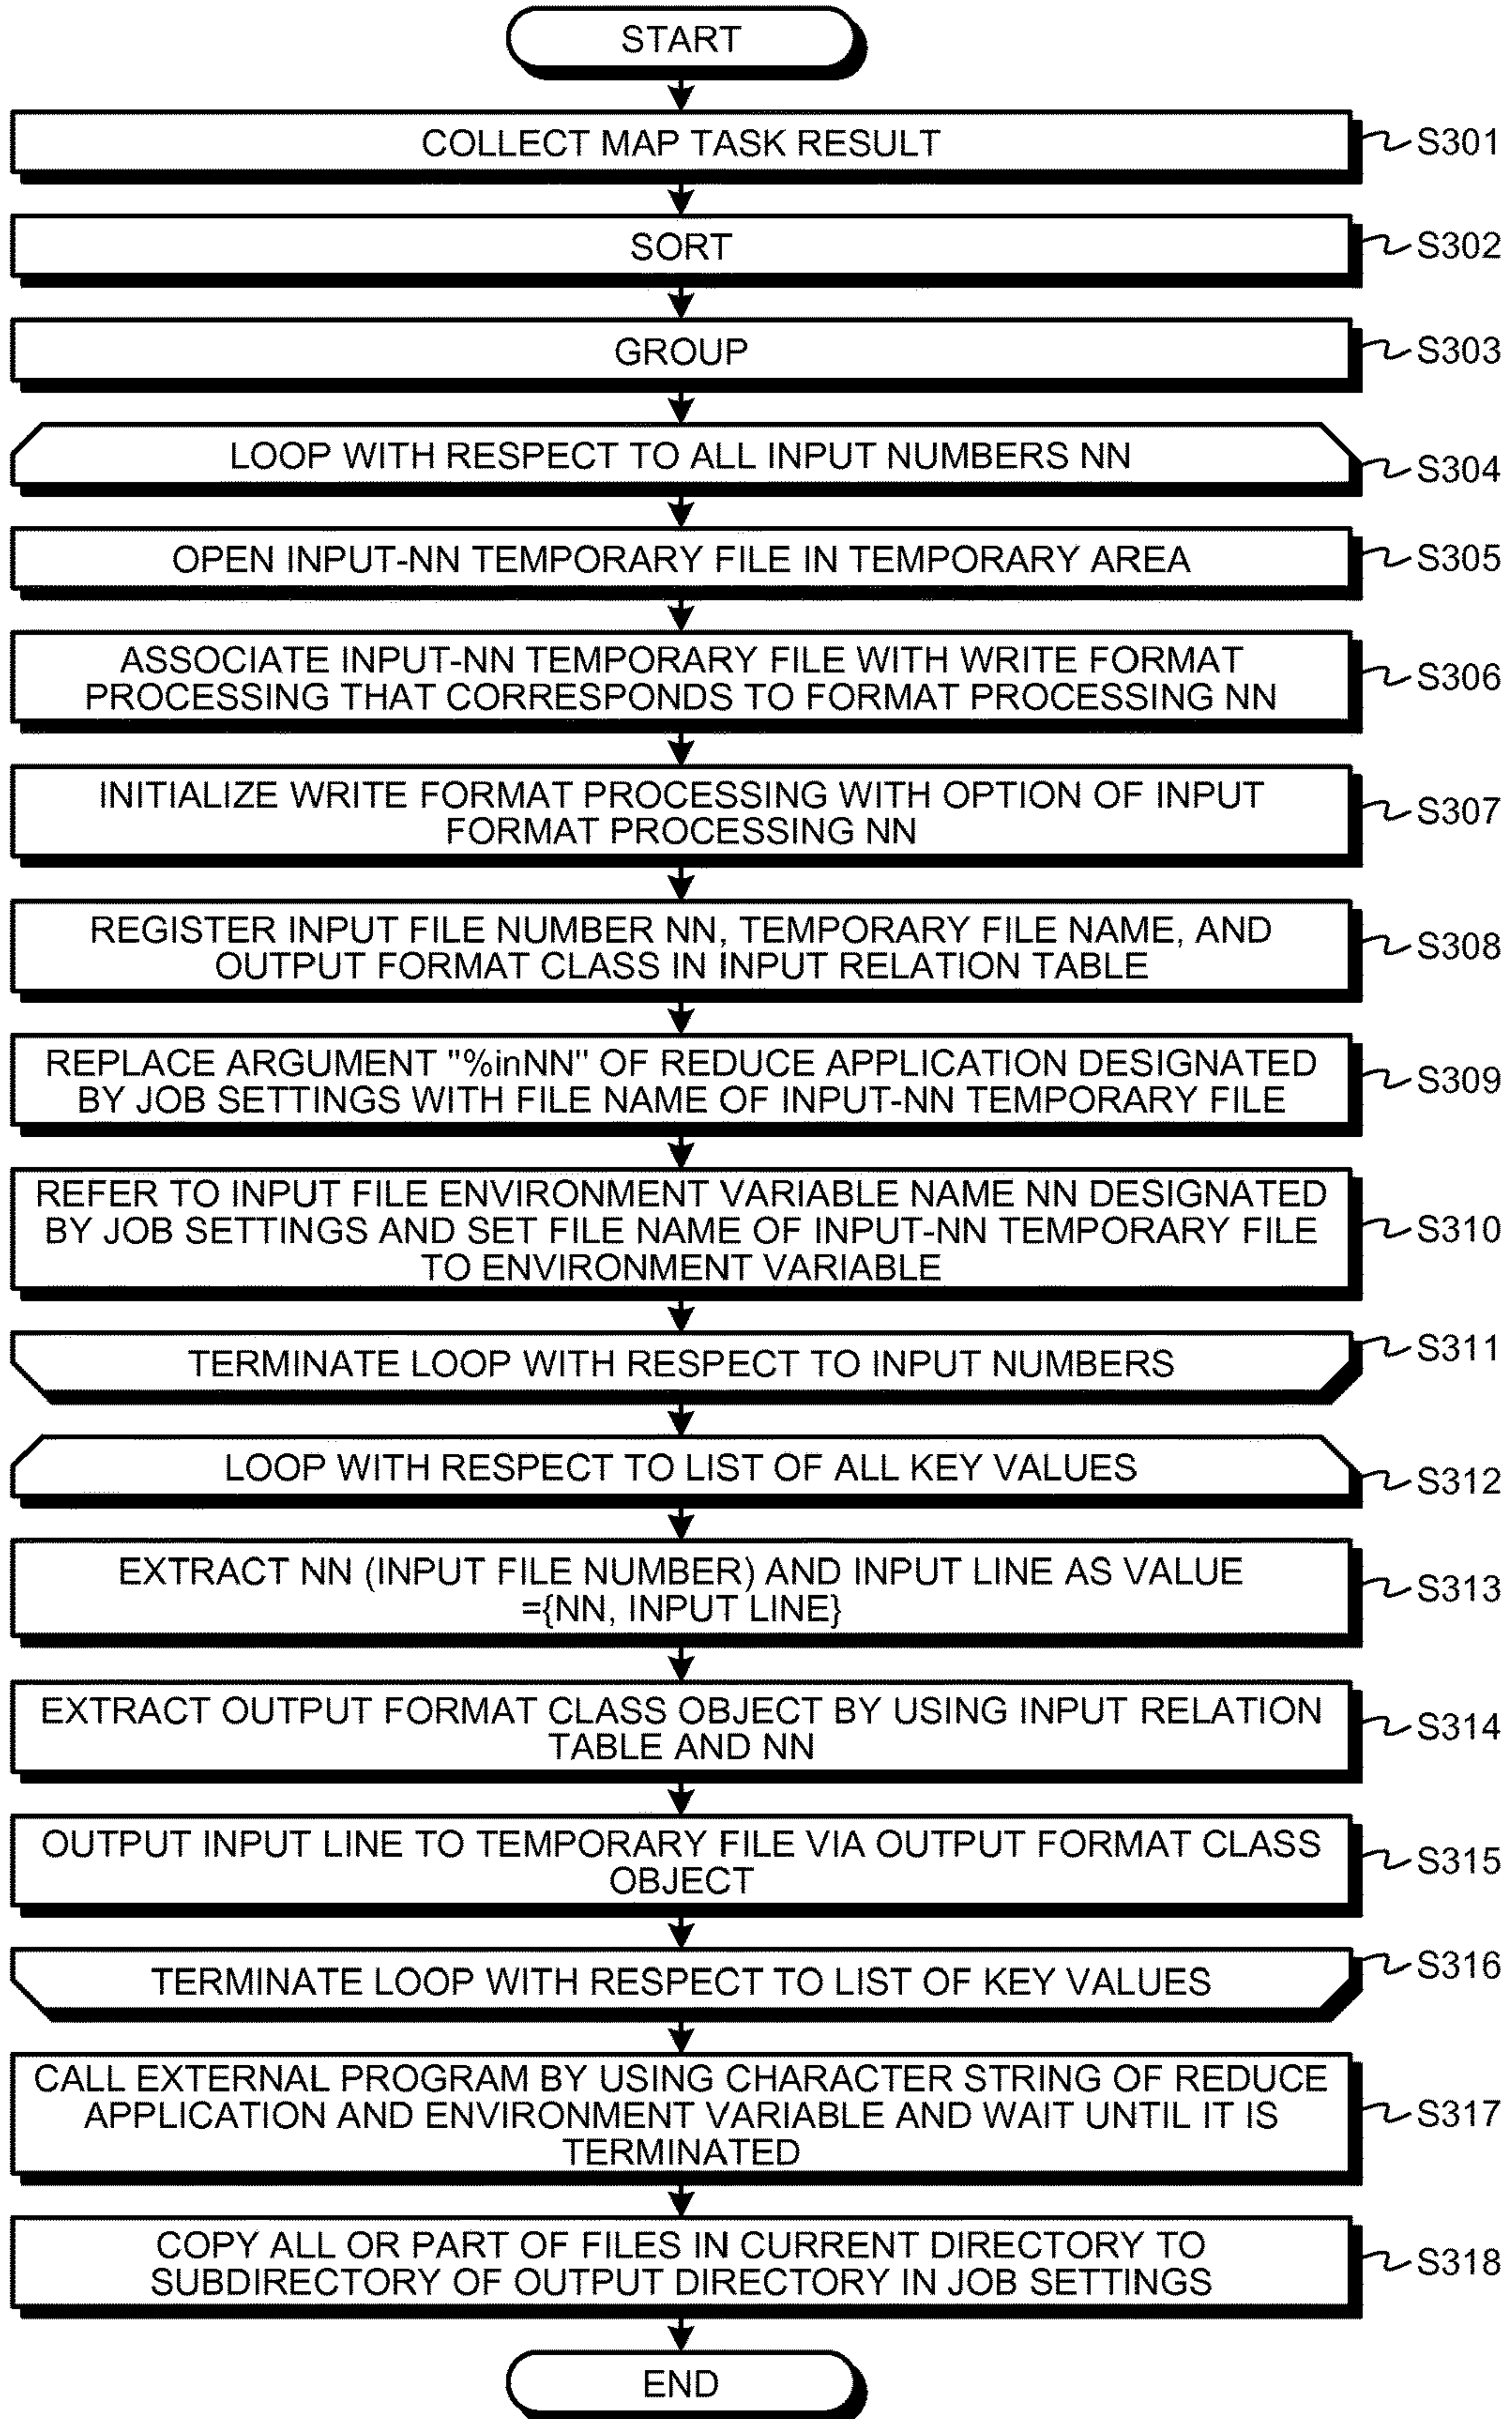 START
COLLECT MAP TASK RESULT
S301
SORT
S302
GROUP
S303
LOOP WITH RESPECT TO ALL INPUT NUMBERS NN
S304
OPEN INPUT-NN TEMPORARY FILE IN TEMPORARY AREA
S305
ASSOCIATE INPUT-NN TEMPORARY FILE WITH WRITE FORMAT
PROCESSING THAT CORRESPONDS TO FORMAT PROCESSING NN
S306
INITIALIZE WRITE FORMAT PROCESSING WITH OPTION OF INPUT
FORMAT PROCESSING NN
S307
REGISTER INPUT FILE NUMBER NN, TEMPORARY FILE NAME, AND
OUTPUT FORMAT CLASS IN INPUT RELATION TABLE
S308
REPLACE ARGUMENT "%inNN" OF REDUCE APPLICATION DESIGNATED
BY JOB SETTINGS WITH FILE NAME OF INPUT-NN TEMPORARY FILE
S309
REFER TO INPUT FILE ENVIRONMENT VARIABLE NAME NN DESIGNATED
BY JOB SETTINGS AND SET FILE NAME OF INPUT-NN TEMPORARY FILE
TO ENVIRONMENT VARIABLE
S310
TERMINATE LOOP WITH RESPECT TO INPUT NUMBERS
S311
LOOP WITH RESPECT TO LIST OF ALL KEY VALUES
S312
EXTRACT NN (INPUT FILE NUMBER) AND INPUT LINE AS VALUE
={NN, INPUT LINE}
S313
EXTRACT OUTPUT FORMAT CLASS OBJECT BY USING INPUT RELATION
TABLE AND NN
S314
OUTPUT INPUT LINE TO TEMPORARY FILE VIA OUTPUT FORMAT CLASS
OBJECT
S315
TERMINATE LOOP WITH RESPECT TO LIST OF KEY VALUES
S316
CALL EXTERNAL PROGRAM BY USING CHARACTER STRING OF REDUCE
APPLICATION AND ENVIRONMENT VARIABLE AND WAIT UNTIL IT IS
TERMINATED
S317
COPY ALL OR PART OF FILES IN CURRENT DIRECTORY TO
SUBDIRECTORY OF OUTPUT DIRECTORY IN JOB SETTINGS
S318
END